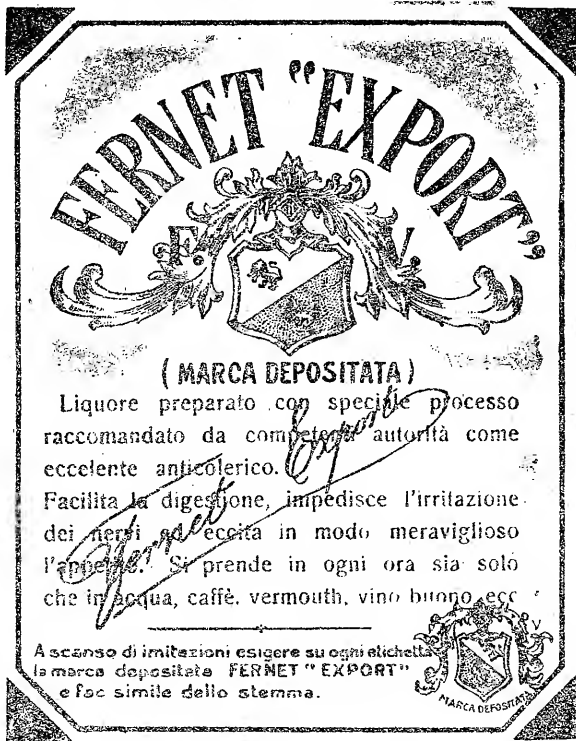 FERNET "EXPORT"
F. V.
(MARCA DEPOSITATA)
Liquore preparato con speciale processo
raccomandato da competenti autorità come
eccelente anticolerico.
Facilita la digestione, impedisce l'irritazione
dei nervi ed eccita in modo meraviglioso
l'appetito. Si prende in ogni ora sia solo
che in acqua, caffè, vermouth, vino buono, ecc
Fernet Export
A scanso di imitazioni esigere su ogni etichetta
la marca depositata FERNET "EXPORT"
e fac simile dello stemma.
V
MARCA DEPOSITATA